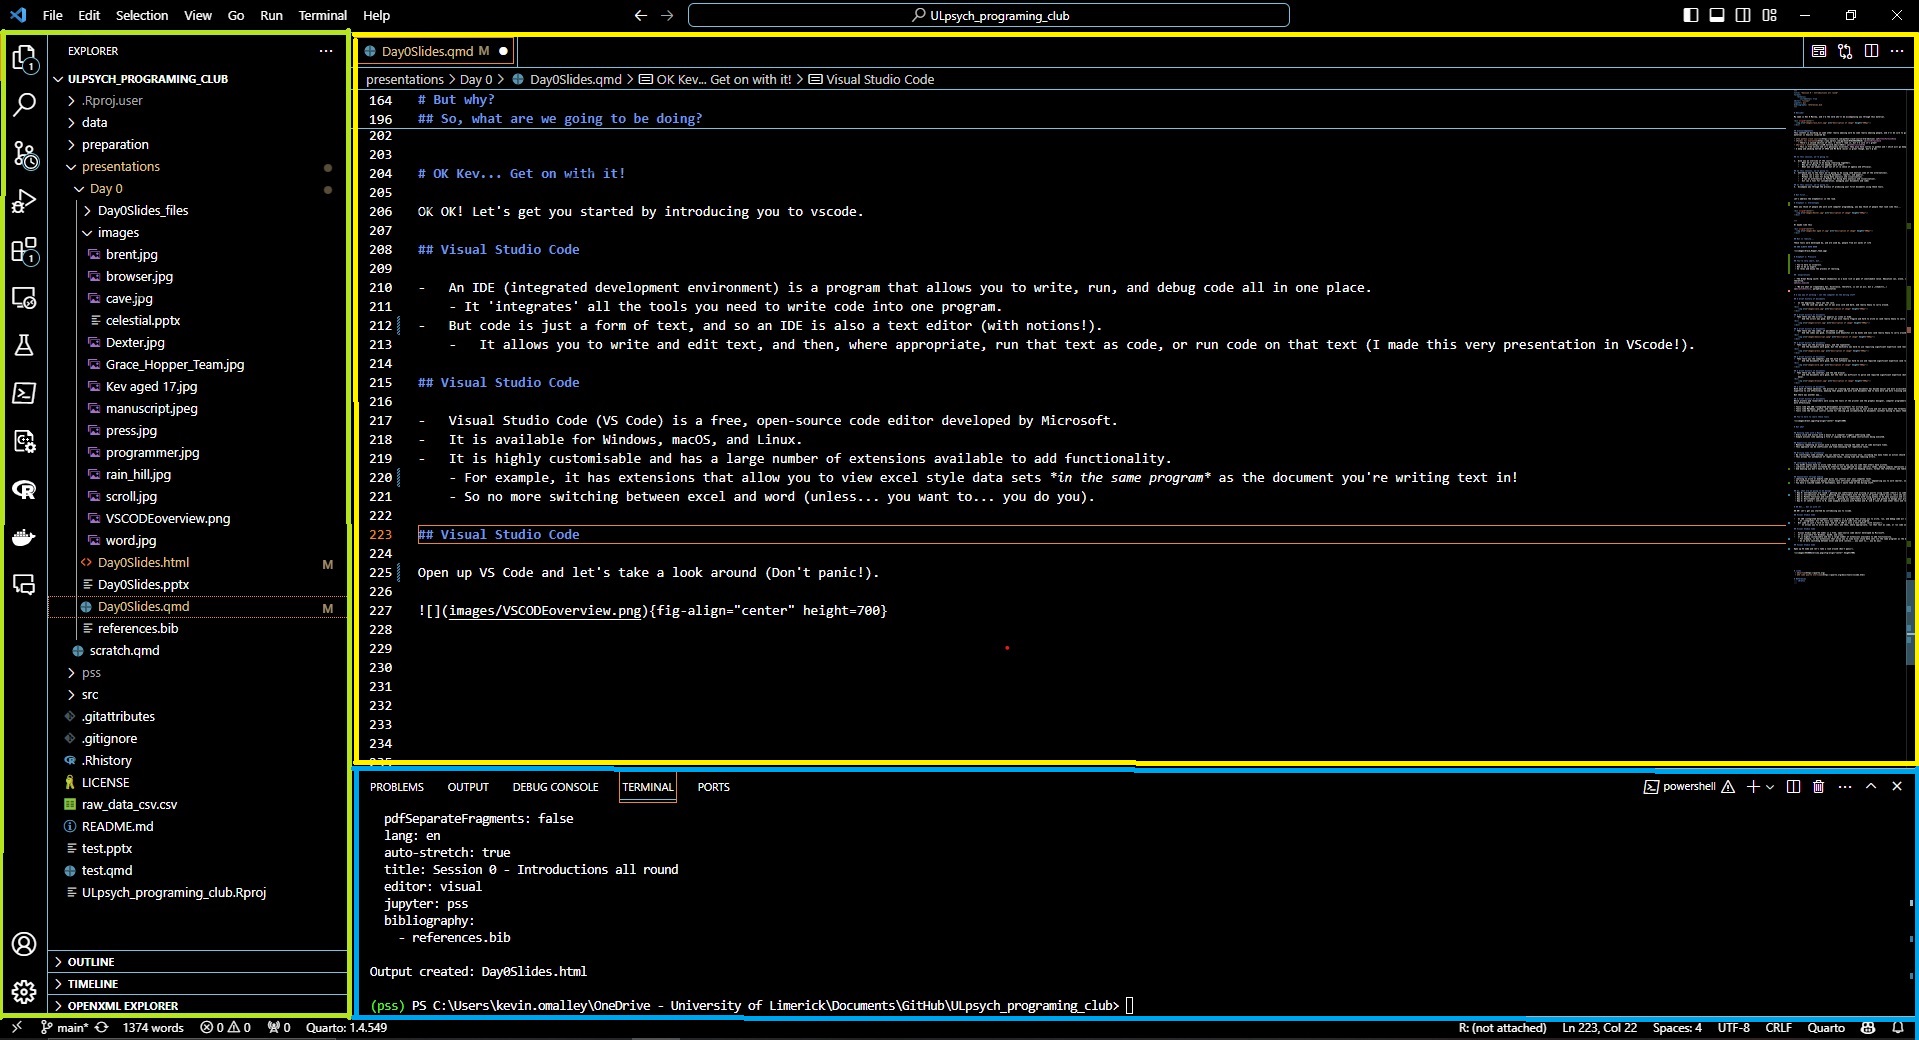 File Edit Selection View Go Run Terminal Help
ULpsych_programing_club
EXPLORER
ULPSYCH_PROGRAMING_CLUB
.Rproj.user
data
preparation
presentations
Day 0
Day0Slides_files
images
brent.jpg
browser.jpg
cave.jpg
celestial.pptx
Dexter.jpg
Grace_Hopper_Team.jpg
Kev aged 17.jpg
manuscript.jpeg
press.jpg
programmer.jpg
rain_hill.jpg
scroll.jpg
VSCODEoverview.png
word.jpg
Day0Slides.html M
Day0Slides.pptx
Day0Slides.qmd M
references.bib
scratch.qmd
pss
src
.gitattributes
.gitignore
.Rhistory
LICENSE
raw_data_csv.csv
README.md
test.pptx
test.qmd
ULpsych_programing_club.Rproj
OUTLINE
TIMELINE
OPENXML EXPLORER
1
1
Day0Slides.qmd M
presentations > Day 0 > Day0Slides.qmd > OK Kev... Get on with it! > Visual Studio Code
164 # But why?
196 ## So, what are we going to be doing?
202
203
204 # OK Kev... Get on with it!
205
206 OK OK! Let's get you started by introducing you to vscode.
207
208 ## Visual Studio Code
209
210 - An IDE (integrated development environment) is a program that allows you to write, run, and debug code all in one place.
211 - It 'integrates' all the tools you need to write code into one program.
212 - But code is just a form of text, and so an IDE is also a text editor (with notions!).
213 - It allows you to write and edit text, and then, where appropriate, run that text as code, or run code on that text (I made this very presentation in VScode!).
214
215 ## Visual Studio Code
216
217 - Visual Studio Code (VS Code) is a free, open-source code editor developed by Microsoft.
218 - It is available for Windows, macOS, and Linux.
219 - It is highly customisable and has a large number of extensions available to add functionality.
220 - For example, it has extensions that allow you to view excel style data sets *in the same program* as the document you're writing text in!
221 - So no more switching between excel and word (unless... you want to... you do you).
222
223 ## Visual Studio Code
224
225 Open up VS Code and let's take a look around (Don't panic!).
226
227 ![](images/VSCODEoverview.png){fig-align="center" height=700}
228
229
230
231
232
233
234
PROBLEMS OUTPUT DEBUG CONSOLE TERMINAL PORTS
powershell
pdfSeparateFragments: false
lang: en
auto-stretch: true
title: Session 0 - Introductions all round
editor: visual
jupyter: pss
bibliography:
- references.bib
Output created: Day0Slides.html
(pss) PS C:\Users\kevin.omalley\OneDrive - University of Limerick\Documents\GitHub\ULpsych_programing_club>
main* 1374 words 0 0 0 Quarto: 1.4.549
R: (not attached) Ln 223, Col 22 Spaces: 4 UTF-8 CRLF Quarto